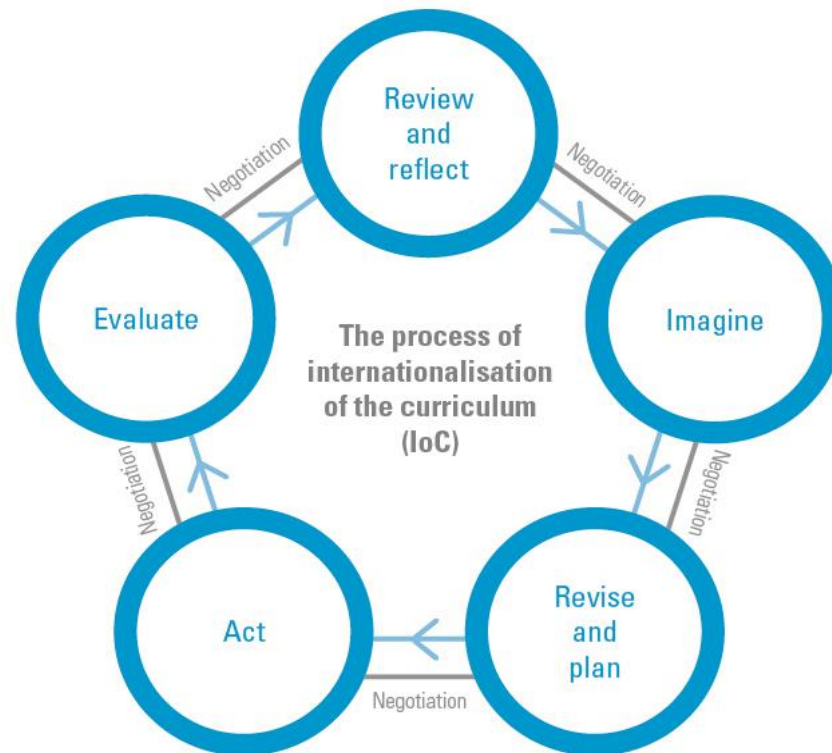 Review
and
reflect
Negotiation
Negotiation
Evaluate
Imagine
The process of
internationalisation
of the curriculum
(IoC)
Negotiation
Negotiation
Act
Revise
and
plan
Negotiation